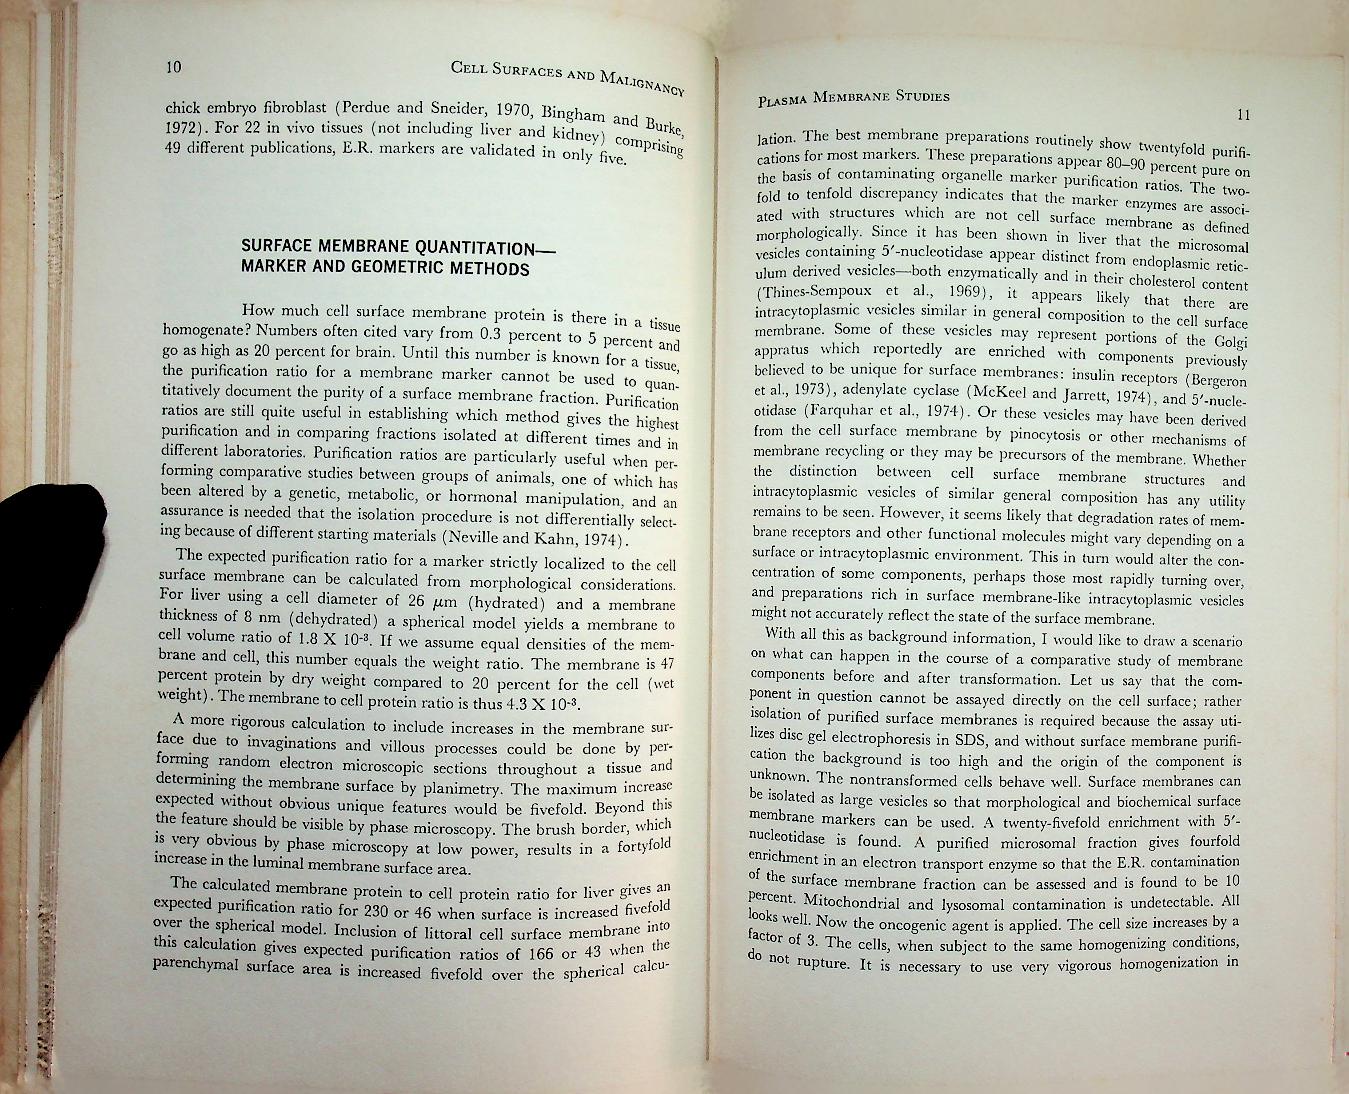 10
CELL SURFACES AND MALIGNANCY
chick embryo fibroblast (Perdue and Sneider, 1970, Bingham and Burke,
1972). For 22 in vivo tissues (not including liver and kidney) comprising
49 different publications, E.R. markers are validated in only five.
SURFACE MEMBRANE QUANTITATION—
MARKER AND GEOMETRIC METHODS
How much cell surface membrane protein is there in a tissue
homogenate? Numbers often cited vary from 0.3 percent to 5 percent and
go as high as 20 percent for brain. Until this number is known for a tissue,
the purification ratio for a membrane marker cannot be used to quan-
titatively document the purity of a surface membrane fraction. Purification
ratios are still quite useful in establishing which method gives the highest
purification and in comparing fractions isolated at different times and in
different laboratories. Purification ratios are particularly useful when per-
forming comparative studies between groups of animals, one of which has
been altered by a genetic, metabolic, or hormonal manipulation, and an
assurance is needed that the isolation procedure is not differentially select-
ing because of different starting materials (Neville and Kahn, 1974).
The expected purification ratio for a marker strictly localized to the cell
surface membrane can be calculated from morphological considerations.
For liver using a cell diameter of 26 μm (hydrated) and a membrane
thickness of 8 nm (dehydrated) a spherical model yields a membrane to
cell volume ratio of 1.8 X 10⁻³. If we assume equal densities of the mem-
brane and cell, this number equals the weight ratio. The membrane is 47
percent protein by dry weight compared to 20 percent for the cell (wet
weight). The membrane to cell protein ratio is thus 4.3 X 10⁻³.
A more rigorous calculation to include increases in the membrane sur-
face due to invaginations and villous processes could be done by per-
forming random electron microscopic sections throughout a tissue and
determining the membrane surface by planimetry. The maximum increase
expected without obvious unique features would be fivefold. Beyond this
the feature should be visible by phase microscopy. The brush border, which
is very obvious by phase microscopy at low power, results in a fortyfold
increase in the luminal membrane surface area.
The calculated membrane protein to cell protein ratio for liver gives an
expected purification ratio for 230 or 46 when surface is increased fivefold
over the spherical model. Inclusion of littoral cell surface membrane into
this calculation gives expected purification ratios of 166 or 43 when the
parenchymal surface area is increased fivefold over the spherical calcu-
PLASMA MEMBRANE STUDIES
11
lation. The best membrane preparations routinely show twentyfold purifi-
cations for most markers. These preparations appear 80–90 percent pure on
the basis of contaminating organelle marker purification ratios. The two-
fold to tenfold discrepancy indicates that the marker enzymes are associ-
ated with structures which are not cell surface membrane as defined
morphologically. Since it has been shown in liver that the microsomal
vesicles containing 5′-nucleotidase appear distinct from endoplasmic retic-
ulum derived vesicles—both enzymatically and in their cholesterol content
(Thines-Sempoux et al., 1969), it appears likely that there are
intracytoplasmic vesicles similar in general composition to the cell surface
membrane. Some of these vesicles may represent portions of the Golgi
appratus which reportedly are enriched with components previously
believed to be unique for surface membranes: insulin receptors (Bergeron
et al., 1973), adenylate cyclase (McKeel and Jarrett, 1974), and 5′-nucle-
otidase (Farquhar et al., 1974). Or these vesicles may have been derived
from the cell surface membrane by pinocytosis or other mechanisms of
membrane recycling or they may be precursors of the membrane. Whether
the distinction between cell surface membrane structures and
intracytoplasmic vesicles of similar general composition has any utility
remains to be seen. However, it seems likely that degradation rates of mem-
brane receptors and other functional molecules might vary depending on a
surface or intracytoplasmic environment. This in turn would alter the con-
centration of some components, perhaps those most rapidly turning over,
and preparations rich in surface membrane-like intracytoplasmic vesicles
might not accurately reflect the state of the surface membrane.
With all this as background information, I would like to draw a scenario
on what can happen in the course of a comparative study of membrane
components before and after transformation. Let us say that the com-
ponent in question cannot be assayed directly on the cell surface; rather
isolation of purified surface membranes is required because the assay uti-
lizes disc gel electrophoresis in SDS, and without surface membrane purifi-
cation the background is too high and the origin of the component is
unknown. The nontransformed cells behave well. Surface membranes can
be isolated as large vesicles so that morphological and biochemical surface
membrane markers can be used. A twenty-fivefold enrichment with 5′-
nucleotidase is found. A purified microsomal fraction gives fourfold
enrichment in an electron transport enzyme so that the E.R. contamination
of the surface membrane fraction can be assessed and is found to be 10
percent. Mitochondrial and lysosomal contamination is undetectable. All
looks well. Now the oncogenic agent is applied. The cell size increases by a
factor of 3. The cells, when subject to the same homogenizing conditions,
do not rupture. It is necessary to use very vigorous homogenization in